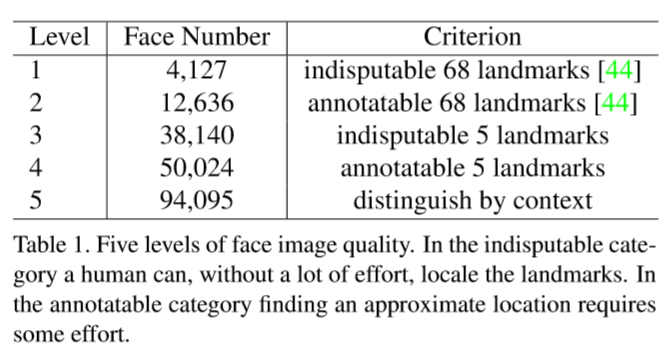 Level Face Number Criterion
1 4,127 indisputable 68 landmarks [44]
2 12,636 annotatable 68 landmarks [44]
3 38,140 indisputable 5 landmarks
4 50,024 annotatable 5 landmarks
5 94,095 distinguish by context
Table 1. Five levels of face image quality. In the indisputable cate-
gory a human can, without a lot of effort, locale the landmarks. In
the annotatable category finding an approximate location requires
some effort.